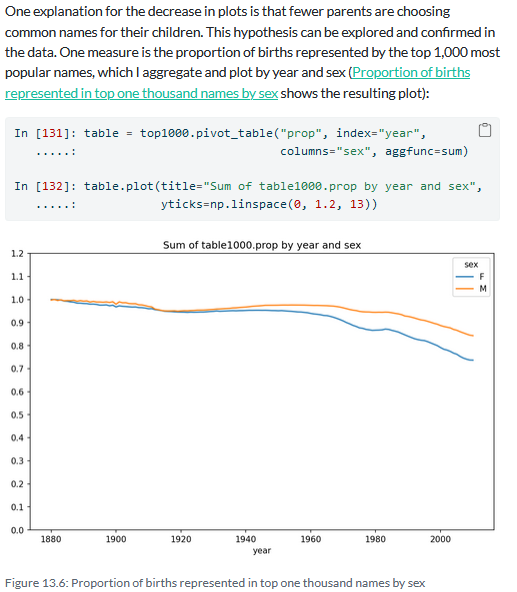 One explanation for the decrease in plots is that fewer parents are choosing
common names for their children. This hypothesis can be explored and confirmed in
the data. One measure is the proportion of births represented by the top 1,000 most
popular names, which I aggregate and plot by year and sex (Proportion of births
represented in top one thousand names by sex shows the resulting plot):
In [131]: table = top1000.pivot_table("prop", index="year",
.....: columns="sex", aggfunc=sum)
In [132]: table.plot(title="Sum of table1000.prop by year and sex",
.....: yticks=np.linspace(0, 1.2, 13))
Sum of table1000.prop by year and sex
sex
F
M
1.2
1.1
1.0
0.9
0.8
0.7
0.6
0.5
0.4
0.3
0.2
0.1
0.0
1880 1900 1920 1940 1960 1980 2000
year
Figure 13.6: Proportion of births represented in top one thousand names by sex